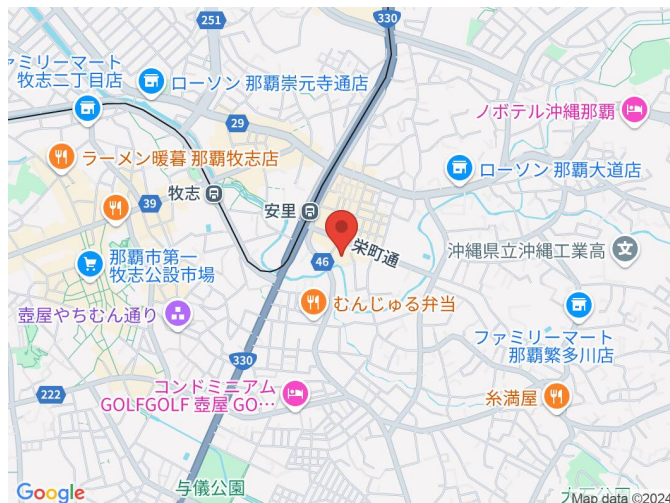 330
251
ァミリーマート
牧志二丁目店
ローソン 那覇崇元寺通店
ノボテル沖縄那覇
29
ラーメン暖暮 那覇牧志店
ローソン 那覇大道店
牧志
39
安里
栄町通
沖縄県立沖縄工業高
46
那覇市第一
牧志公設市場
むんじゅる弁当
壺屋やちむん通り
ファミリーマート
那覇繁多川店
330
コンドミニアム
GOLFGOLF 壺屋 GO…
222
糸満屋
与儀公園
Google
Map data ©2024